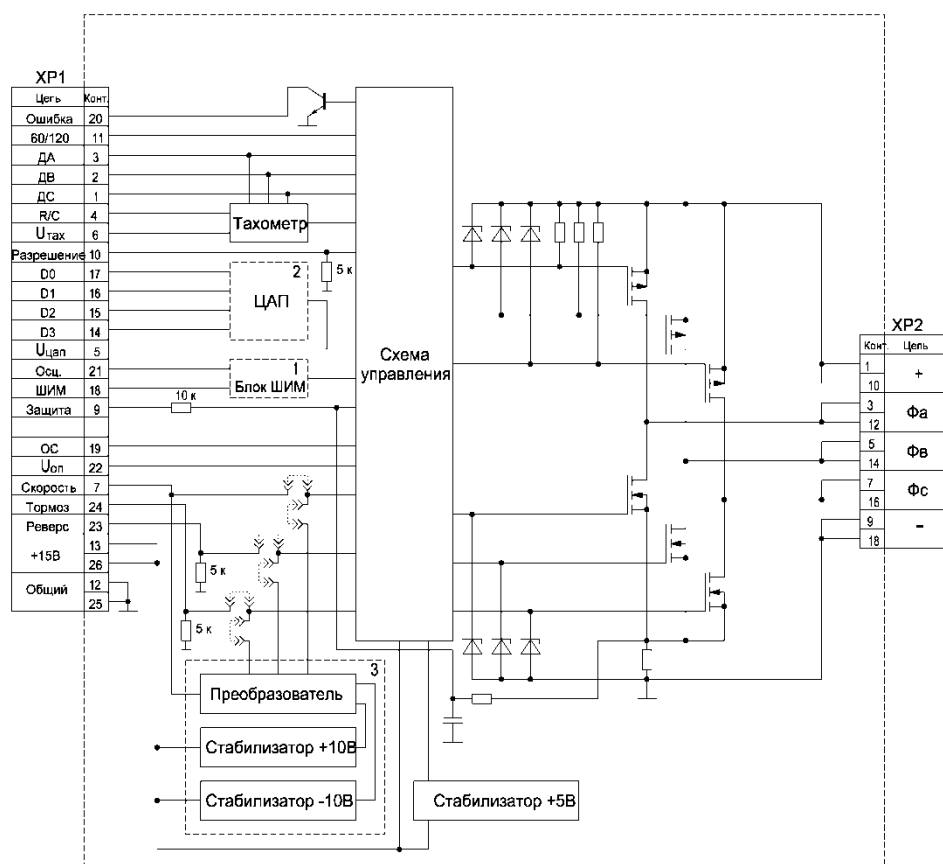 XP1
Цепь Конт.
Ошибка 20
60/120 11
ДА 3
ДВ 2
ДС 1
R/C 4
Uтах 6
Разрешение 10
D0 17
D1 16
D2 15
D3 14
Uцап 5
Осц. 21
ШИМ 18
Защита 9
ОС 19
Uоп 22
Скорость 7
Тормоз 24
Реверс 23
+15В 13
26
Общий 12
25
Тахометр
5 к
2
ЦАП
1
Блок ШИМ
10 к
Схема
управления
5 к
5 к
3
Преобразователь
Стабилизатор +10В
Стабилизатор -10В
Стабилизатор +5В
XP2
Конт. Цепь
1
10
+
3
12
Фа
5
14
Фв
7
16
Фс
9
18
−